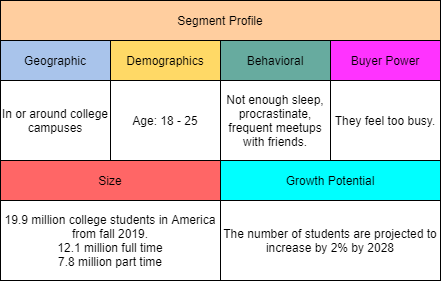 Segment Profile
Geographic
Demographics
Behavioral
Buyer Power
In or around college
campuses
Age: 18 - 25
Not enough sleep,
procrastinate,
frequent meetups
with friends.
They feel too busy.
Size
Growth Potential
19.9 million college students in America
from fall 2019.
12.1 million full time
7.8 million part time
The number of students are projected to
increase by 2% by 2028